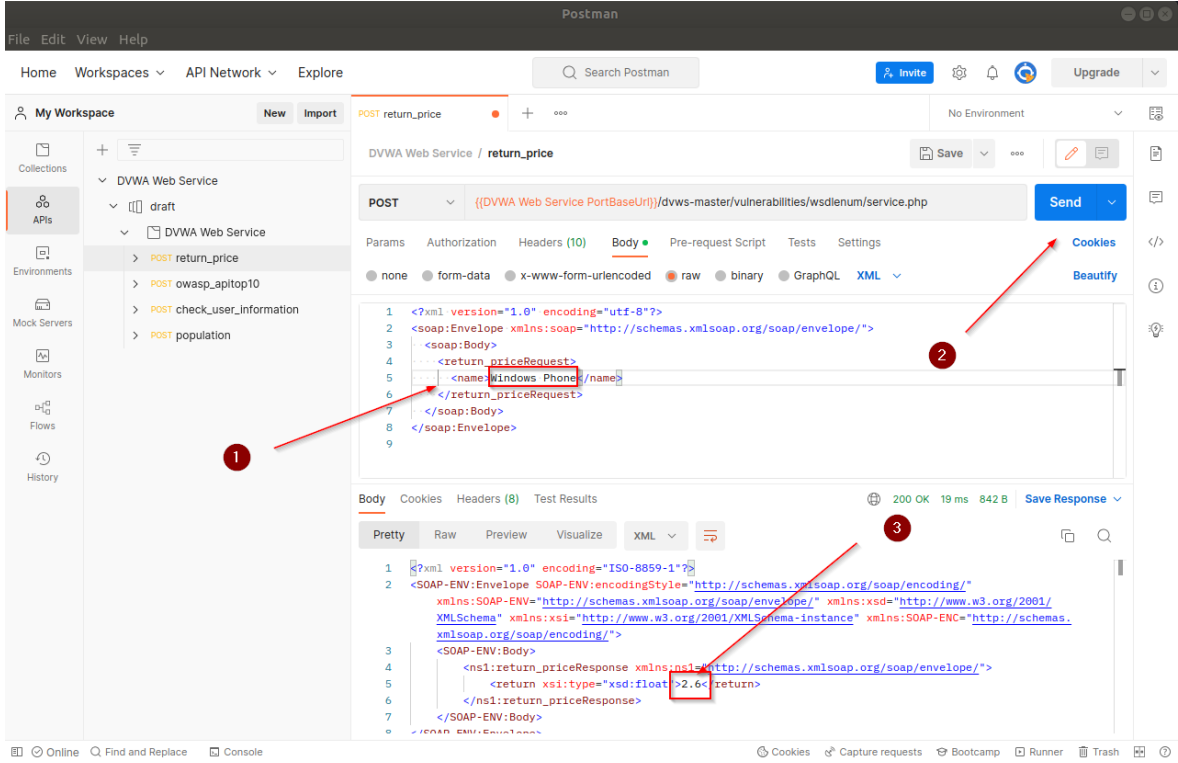 Postman
File Edit View Help
Home Workspaces API Network Explore Search Postman Invite Upgrade
My Workspace New Import POST return_price No Environment
Collections
APIs
Environments
Mock Servers
Monitors
Flows
History
DVWA Web Service
draft
DVWA Web Service
POST return_price
POST owasp_apitop10
POST check_user_information
POST population
DVWA Web Service / return_price Save
POST {{DVWA Web Service PortBaseUrl}}/dvws-master/vulnerabilities/wsdlenum/service.php Send
Params Authorization Headers (10) Body Pre-request Script Tests Settings Cookies
none form-data x-www-form-urlencoded raw binary GraphQL XML Beautify
1 <?xml version="1.0" encoding="utf-8"?>
2 <soap:Envelope xmlns:soap="http://schemas.xmlsoap.org/soap/envelope/">
3 <soap:Body>
4 <return_priceRequest>
5 <name>Windows Phone</name>
6 </return_priceRequest>
7 </soap:Body>
8 </soap:Envelope>
9
1
2
3
Body Cookies Headers (8) Test Results 200 OK 19 ms 842 B Save Response
Pretty Raw Preview Visualize XML
1 <?xml version="1.0" encoding="ISO-8859-1"?>
2 <SOAP-ENV:Envelope SOAP-ENV:encodingStyle="http://schemas.xmlsoap.org/soap/encoding/"
xmlns:SOAP-ENV="http://schemas.xmlsoap.org/soap/envelope/" xmlns:xsd="http://www.w3.org/2001/
XMLSchema" xmlns:xsi="http://www.w3.org/2001/XMLSchema-instance" xmlns:SOAP-ENC="http://schemas.
xmlsoap.org/soap/encoding/">
3 <SOAP-ENV:Body>
4 <ns1:return_priceResponse xmlns:ns1="http://schemas.xmlsoap.org/soap/envelope/">
5 <return xsi:type="xsd:float">2.6</return>
6 </ns1:return_priceResponse>
7 </SOAP-ENV:Body>
8 </SOAP-ENV:Envelope>
Online Find and Replace Console Cookies Capture requests Bootcamp Runner Trash